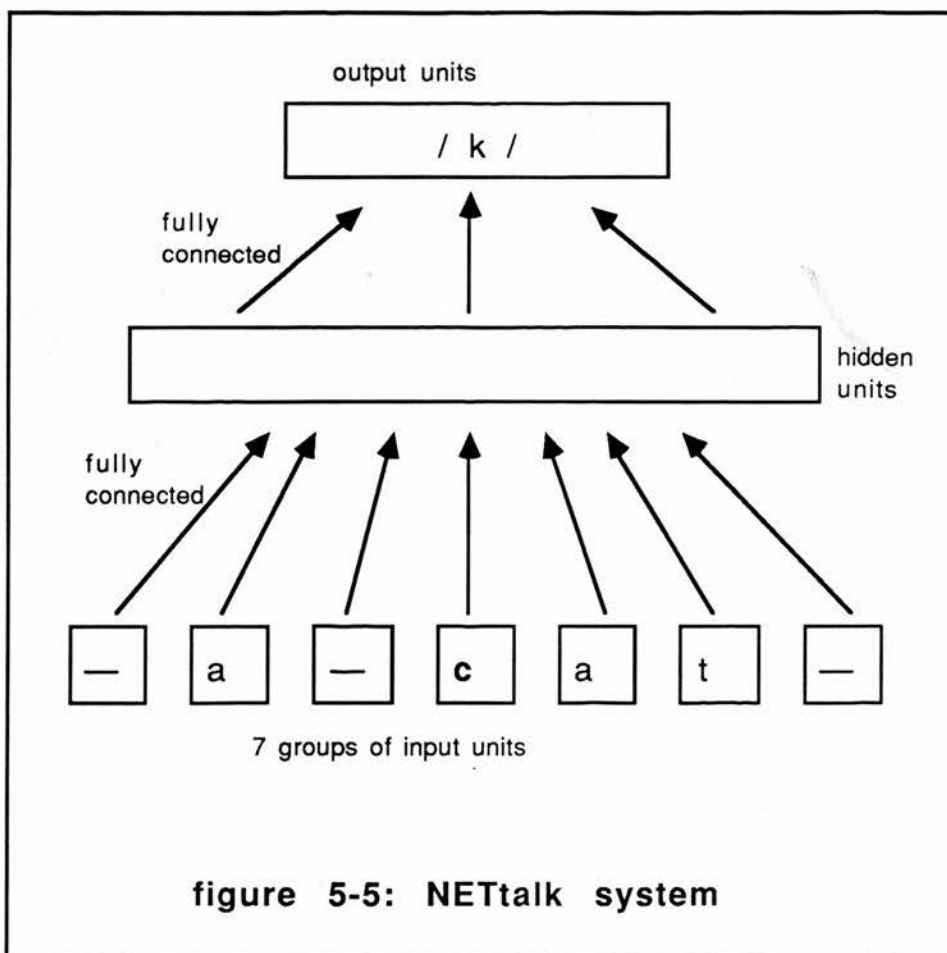 output units
/ k /
fully
connected
hidden
units
fully
connected
— a — c a t —
7 groups of input units
figure 5-5: NETtalk system